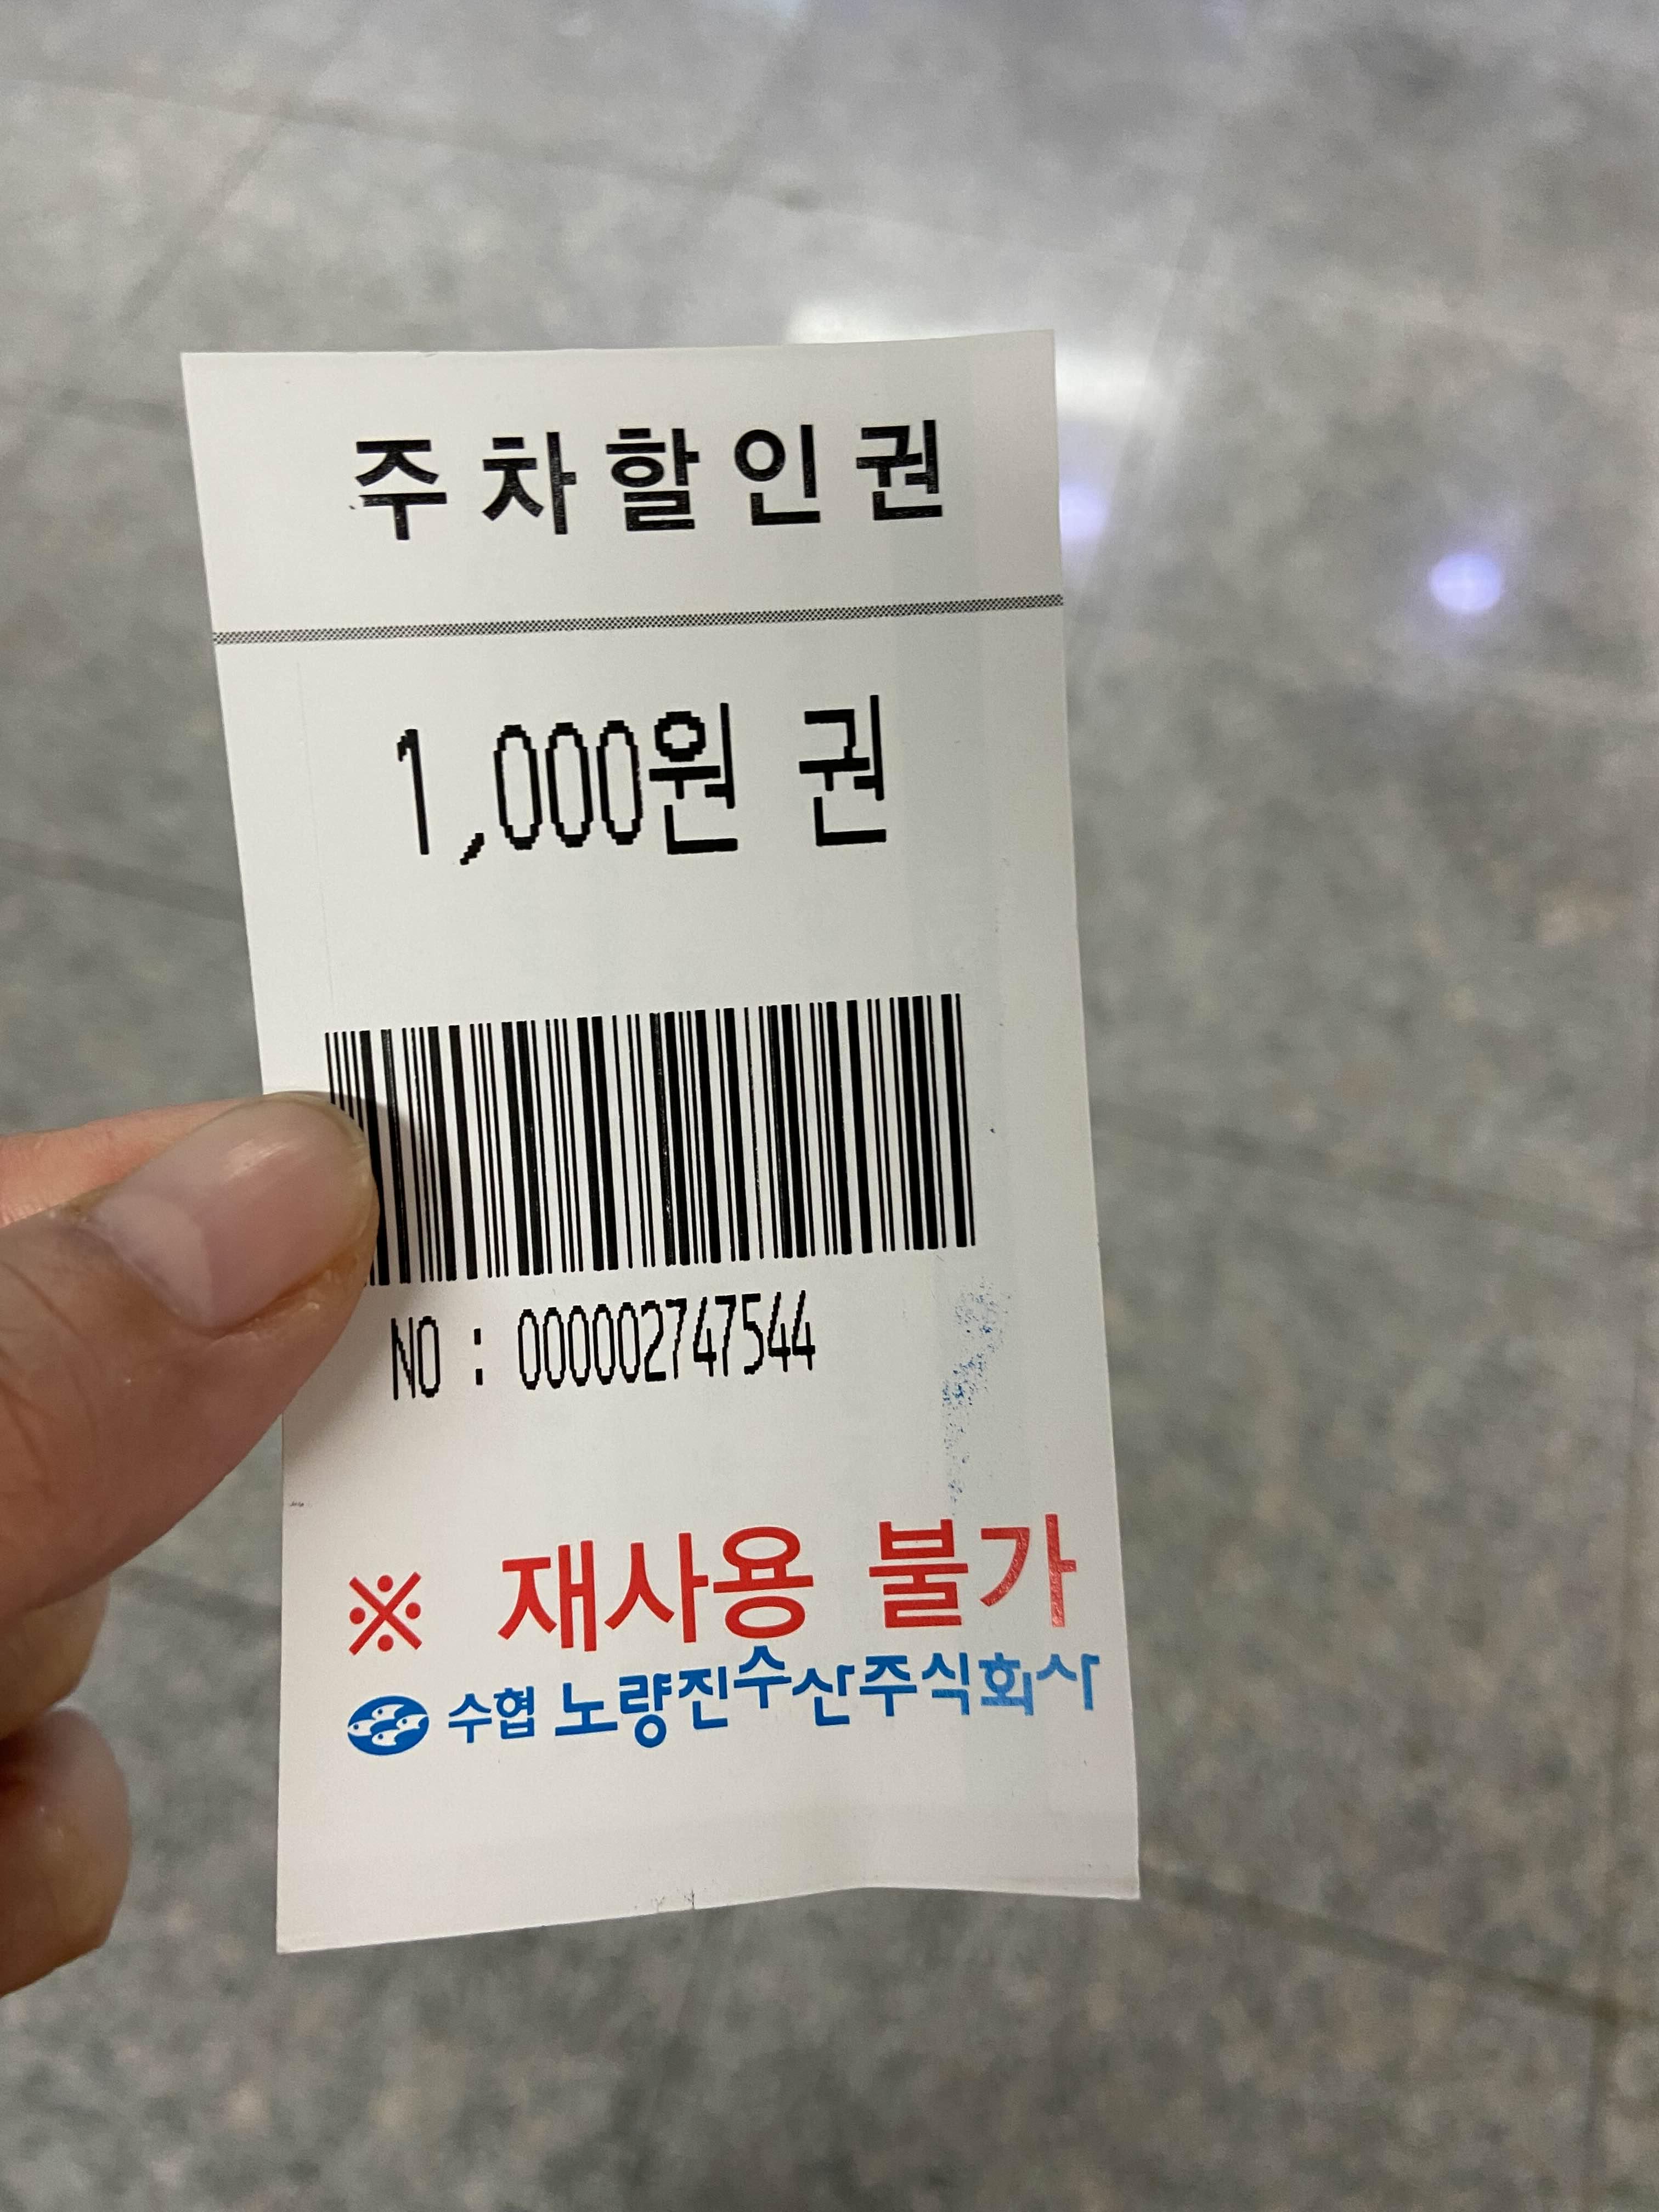 주차할인권
1,000원 권
NO : 000002747544
※ 재사용 불가
수협 노량진수산주식회사